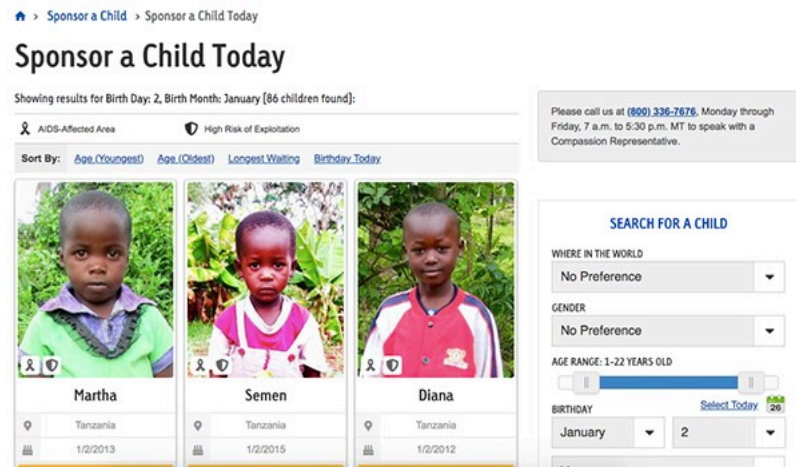 > Sponsor a Child > Sponsor a Child Today
Sponsor a Child Today
Showing results for Birth Day: 2, Birth Month: January [86 children found]:
AIDS-Affected Area High Risk of Exploitation
Sort By: Age (Youngest) Age (Oldest) Longest Waiting Birthday Today
Martha Semen Diana
Tanzania Tanzania Tanzania
1/2/2013 1/2/2015 1/2/2012
Please call us at (800) 336-7676, Monday through
Friday, 7 a.m. to 5:30 p.m. MT to speak with a
Compassion Representative.
SEARCH FOR A CHILD
WHERE IN THE WORLD
No Preference
GENDER
No Preference
AGE RANGE: 1-22 YEARS OLD
BIRTHDAY Select Today 26
January 2